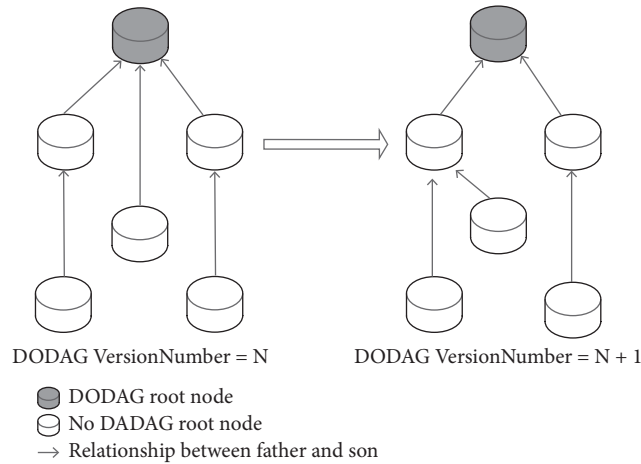 DODAG VersionNumber = N
DODAG VersionNumber = N + 1
DODAG root node
No DADAG root node
Relationship between father and son